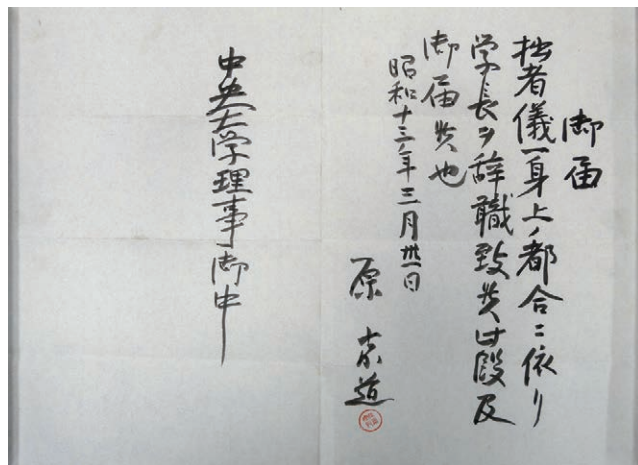 御届
拙者儀一身上ノ都合ニ依リ
学長ヲ辞職致候此段及
御届候也
昭和十三年三月卅一日
原 嘉道
中央大学理事御中